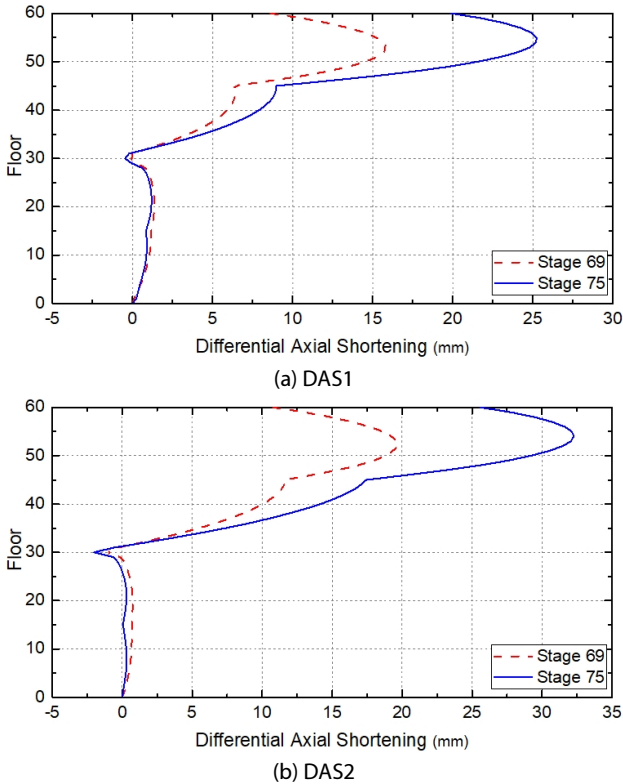 60
50
40
30
20
10
0
Floor
Stage 69
Stage 75
-5 0 5 10 15 20 25 30
Differential Axial Shortening (mm)
(a) DAS1
60
50
40
30
20
10
0
Floor
Stage 69
Stage 75
-5 0 5 10 15 20 25 30 35
Differential Axial Shortening (mm)
(b) DAS2